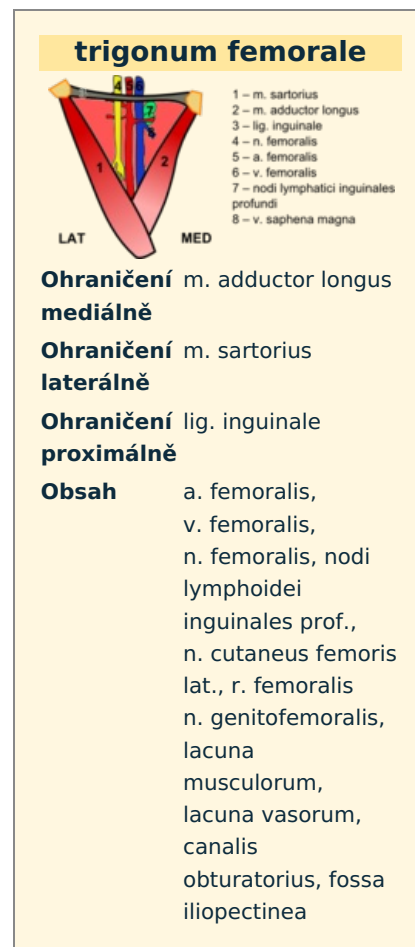 trigonum femorale
4 5 6
7
8
1 2
LAT MED
1 – m. sartorius
2 – m. adductor longus
3 – lig. inguinale
4 – n. femoralis
5 – a. femoralis
6 – v. femoralis
7 – nodi lymphatici inguinales
profundi
8 – v. saphena magna
Ohraničení m. adductor longus
mediálně
Ohraničení m. sartorius
laterálně
Ohraničení lig. inguinale
proximálně
Obsah a. femoralis,
v. femoralis,
n. femoralis, nodi
lymphoidei
inguinales prof.,
n. cutaneus femoris
lat., r. femoralis
n. genitofemoralis,
lacuna
musculorum,
lacuna vasorum,
canalis
obturatorius, fossa
iliopectinea